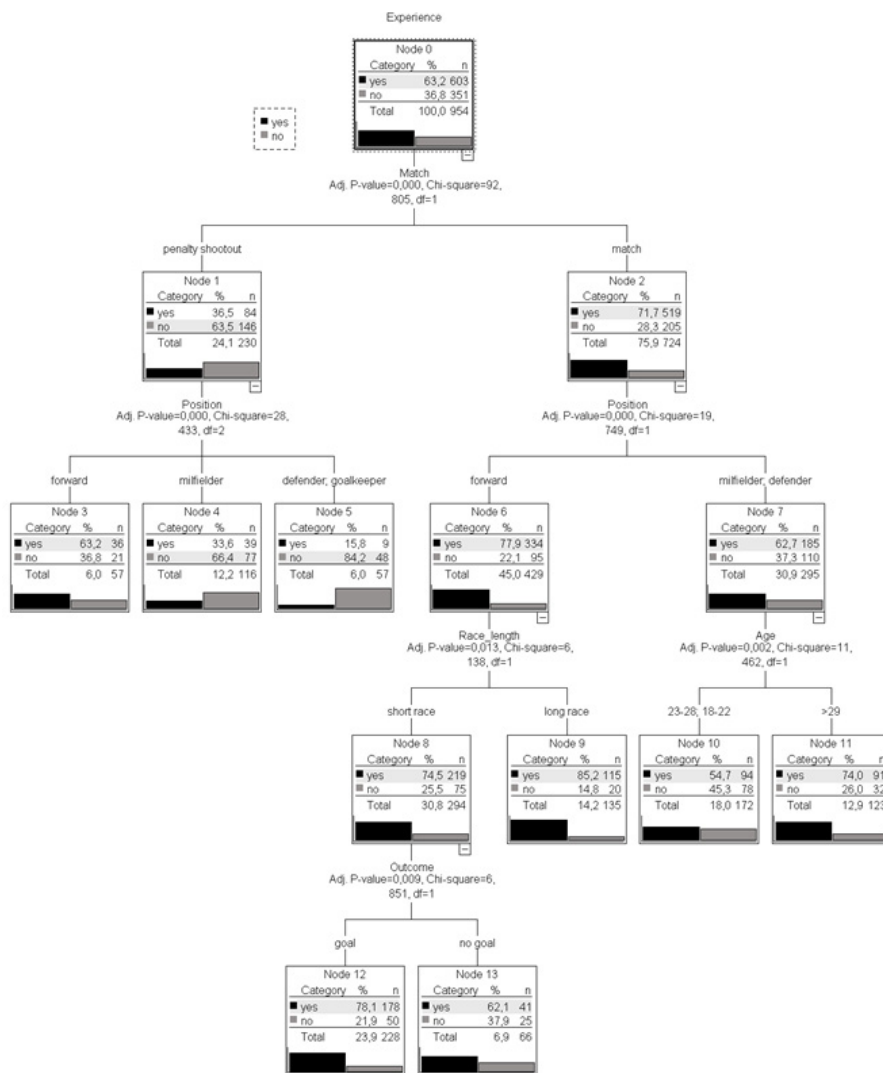 Experience
Node 0
Category % n
yes 63,2 603
no 36,8 351
Total 100,0 954
yes
no
Match
Adj. P-value=0,000, Chi-square=92,
805, df=1
penalty shootout
match
Node 1
Category % n
yes 36,5 84
no 63,5 146
Total 24,1 230
Node 2
Category % n
yes 71,7 519
no 28,3 205
Total 75,9 724
Position
Adj. P-value=0,000, Chi-square=28,
433, df=2
Position
Adj. P-value=0,000, Chi-square=19,
749, df=1
forward
milfielder
defender; goalkeeper
forward
milfielder; defender
Node 3
Category % n
yes 63,2 36
no 36,8 21
Total 6,0 57
Node 4
Category % n
yes 33,6 39
no 66,4 77
Total 12,2 116
Node 5
Category % n
yes 15,8 9
no 84,2 48
Total 6,0 57
Node 6
Category % n
yes 77,9 334
no 22,1 95
Total 45,0 429
Node 7
Category % n
yes 62,7 185
no 37,3 110
Total 30,9 295
Race_length
Adj. P-value=0,013, Chi-square=6,
138, df=1
Age
Adj. P-value=0,002, Chi-square=11,
462, df=1
short race
long race
23-28; 18-22
>29
Node 8
Category % n
yes 74,5 219
no 25,5 75
Total 30,8 294
Node 9
Category % n
yes 85,2 115
no 14,8 20
Total 14,2 135
Node 10
Category % n
yes 54,7 94
no 45,3 78
Total 18,0 172
Node 11
Category % n
yes 74,0 91
no 26,0 32
Total 12,9 123
Outcome
Adj. P-value=0,009, Chi-square=6,
851, df=1
goal
no goal
Node 12
Category % n
yes 78,1 178
no 21,9 50
Total 23,9 228
Node 13
Category % n
yes 62,1 41
no 37,9 25
Total 6,9 66